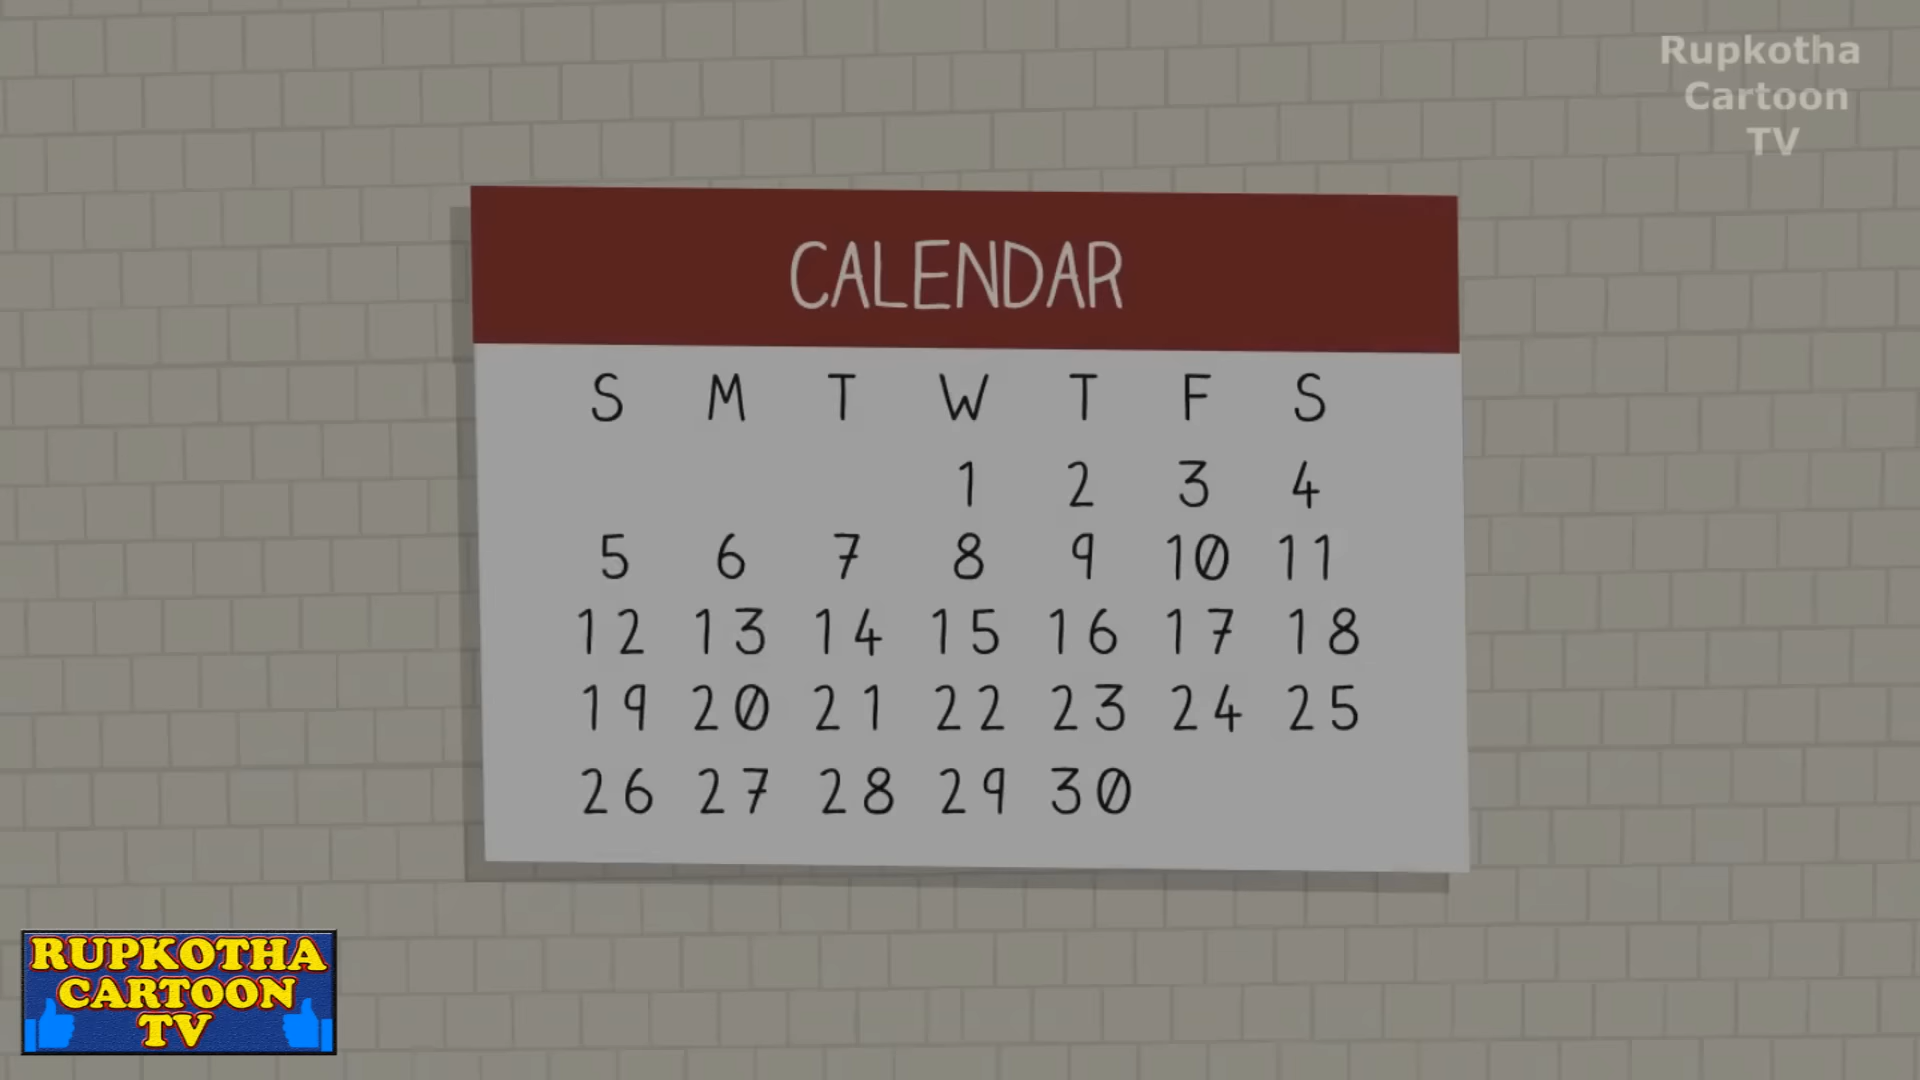 Rupkotha
Cartoon
TV
CALENDAR
S M T W T F S
1 2 3 4
5 6 7 8 9 10 11
12 13 14 15 16 17 18
19 20 21 22 23 24 25
26 27 28 29 30
RUPKOTHA
CARTOON
TV